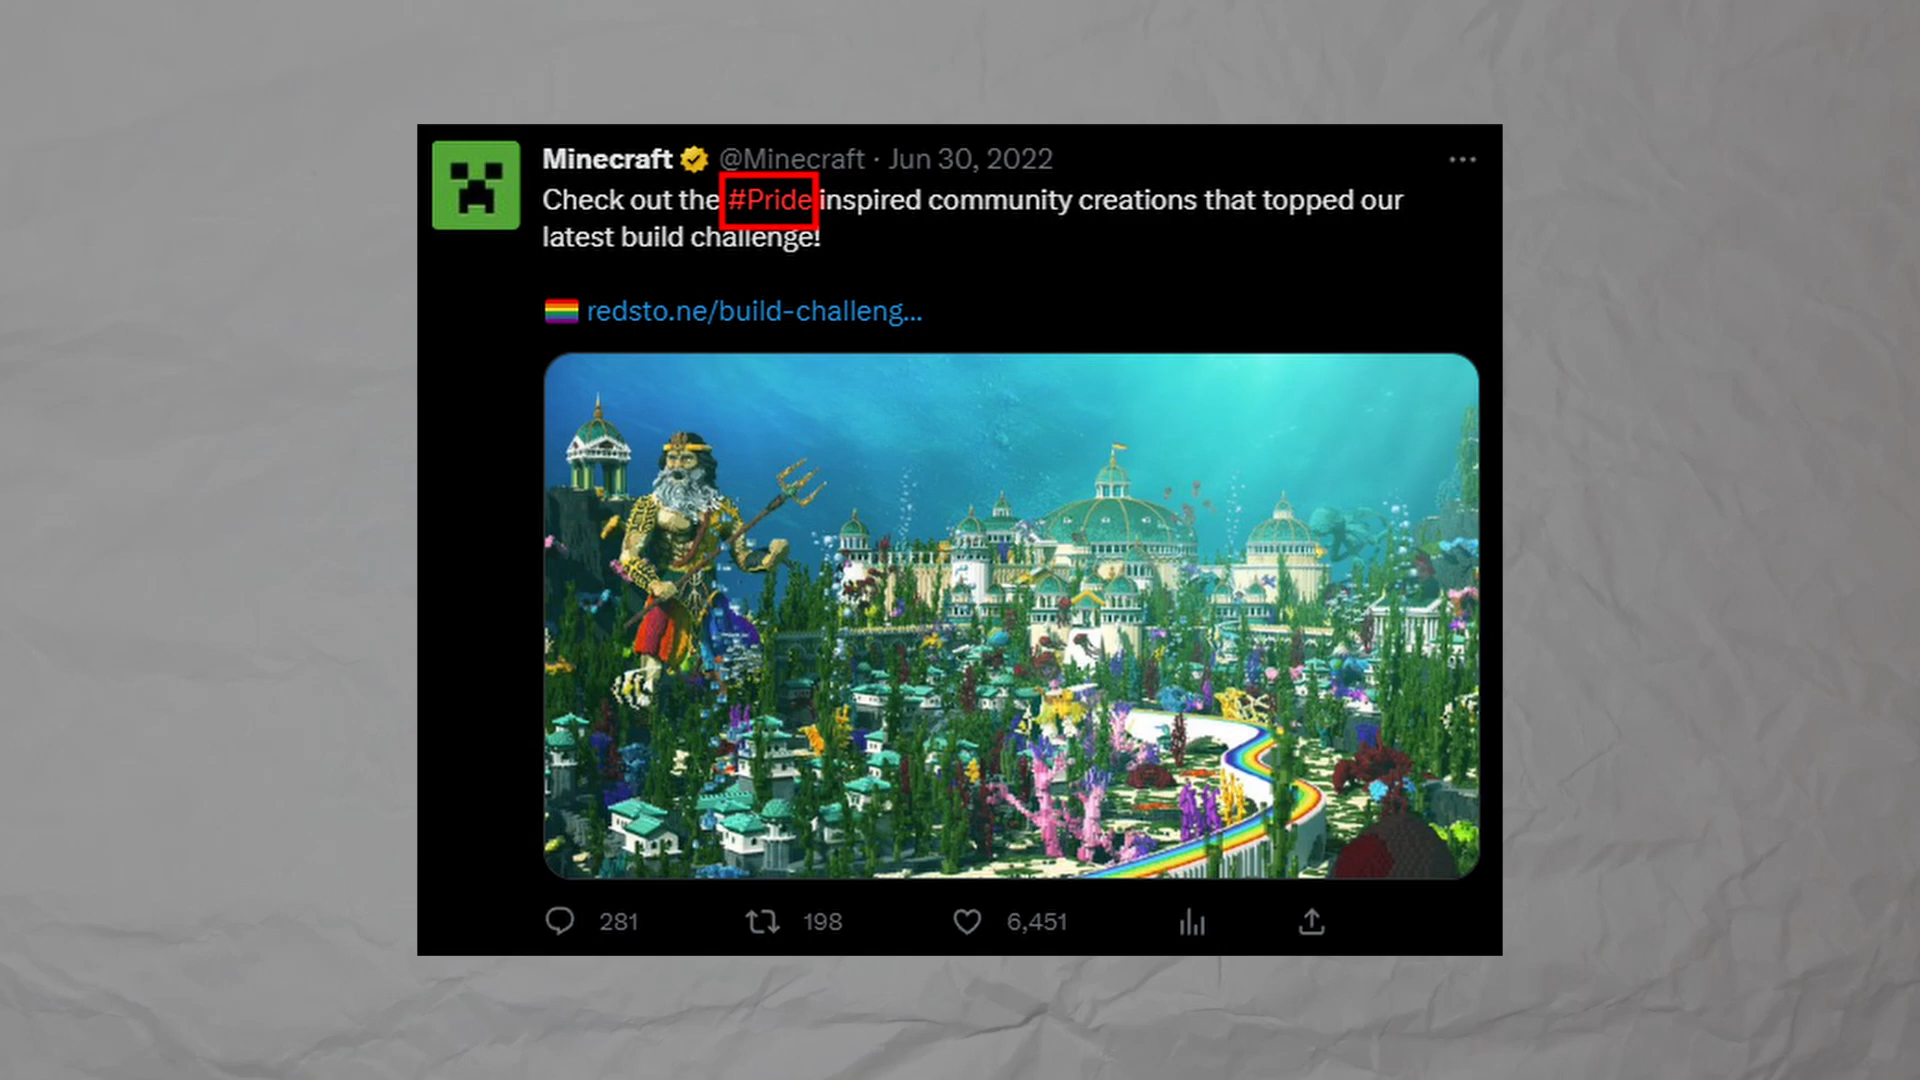 Minecraft @Minecraft · Jun 30, 2022
Check out the #Pride inspired community creations that topped our
latest build challenge!
redsto.ne/build-challeng...
281 198 6,451